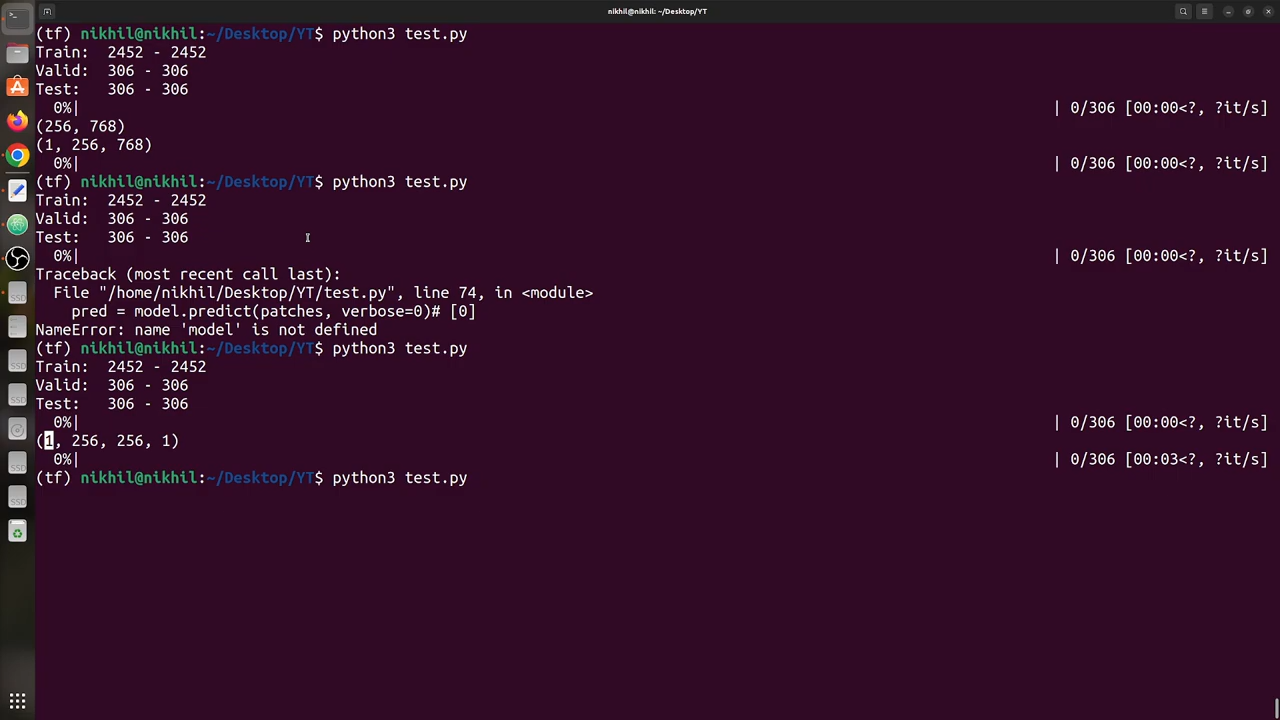 nikhil@nikhil: ~/Desktop/YT
(tf) nikhil@nikhil:~/Desktop/YT$ python3 test.py
Train:  2452 - 2452
Valid:  306 - 306
Test:   306 - 306
  0%| | 0/306 [00:00<?, ?it/s]
(256, 768)
(1, 256, 768)
  0%| | 0/306 [00:00<?, ?it/s]
(tf) nikhil@nikhil:~/Desktop/YT$ python3 test.py
Train:  2452 - 2452
Valid:  306 - 306
Test:   306 - 306
  0%| | 0/306 [00:00<?, ?it/s]
Traceback (most recent call last):
  File "/home/nikhil/Desktop/YT/test.py", line 74, in <module>
    pred = model.predict(patches, verbose=0)# [0]
NameError: name 'model' is not defined
(tf) nikhil@nikhil:~/Desktop/YT$ python3 test.py
Train:  2452 - 2452
Valid:  306 - 306
Test:   306 - 306
  0%| | 0/306 [00:00<?, ?it/s]
(1, 256, 256, 1)
  0%| | 0/306 [00:03<?, ?it/s]
(tf) nikhil@nikhil:~/Desktop/YT$ python3 test.py
SSD
SSD
SSD
SSD
SSD